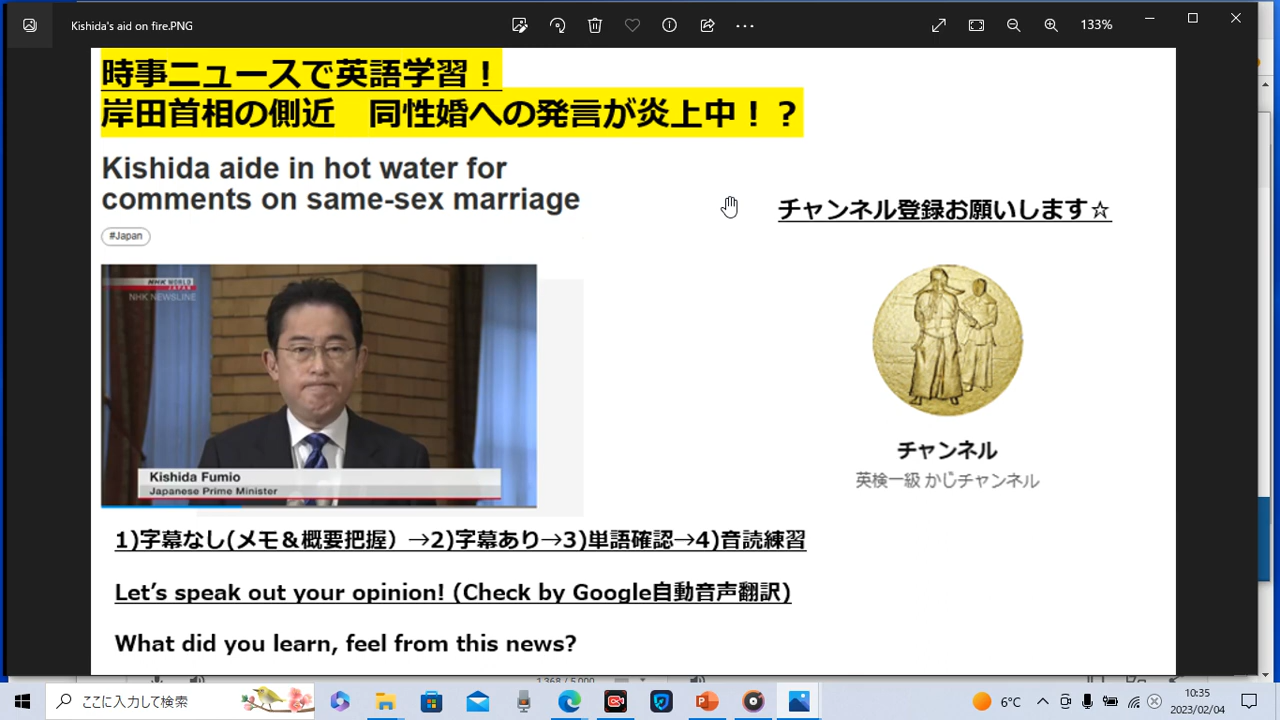 Kishida's aid on fire.PNG
133%
時事ニュースで英語学習！
岸田首相の側近　同性婚への発言が炎上中！？
Kishida aide in hot water for
comments on same-sex marriage
#Japan
チャンネル登録お願いします☆
NHK WORLD
JAPAN
NHK NEWSLINE
Kishida Fumio
Japanese Prime Minister
チャンネル
英検一級 かじチャンネル
1)字幕なし(メモ＆概要把握）→2)字幕あり→3)単語確認→4)音読練習
Let's speak out your opinion! (Check by Google自動音声翻訳)
What did you learn, feel from this news?
1,368 / 5,000
ここに入力して検索
6°C
10:35
2023/02/04